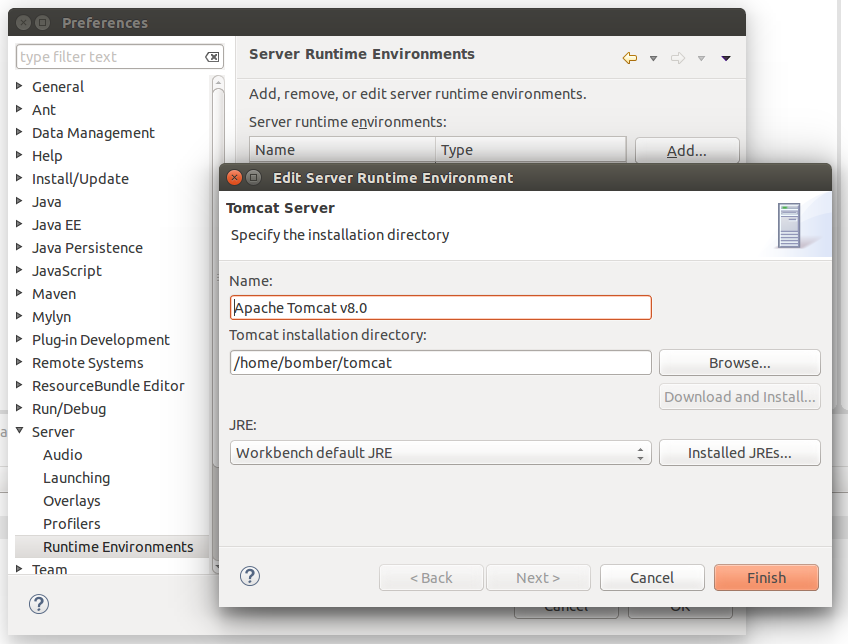 Preferences
type filter text
Server Runtime Environments
General
Ant
Data Management
Help
Install/Update
Java
Java EE
Java Persistence
JavaScript
Maven
Mylyn
Plug-in Development
Remote Systems
ResourceBundle Editor
Run/Debug
Server
Audio
Launching
Overlays
Profilers
Runtime Environments
Team
Add, remove, or edit server runtime environments.
Server runtime environments:
Name Type
Add...
Edit Server Runtime Environment
Tomcat Server
Specify the installation directory
Name:
Apache Tomcat v8.0
Tomcat installation directory:
/home/bomber/tomcat Browse...
Download and Install...
JRE:
Workbench default JRE Installed JREs...
? < Back Next > Cancel Finish
? Cancel OK